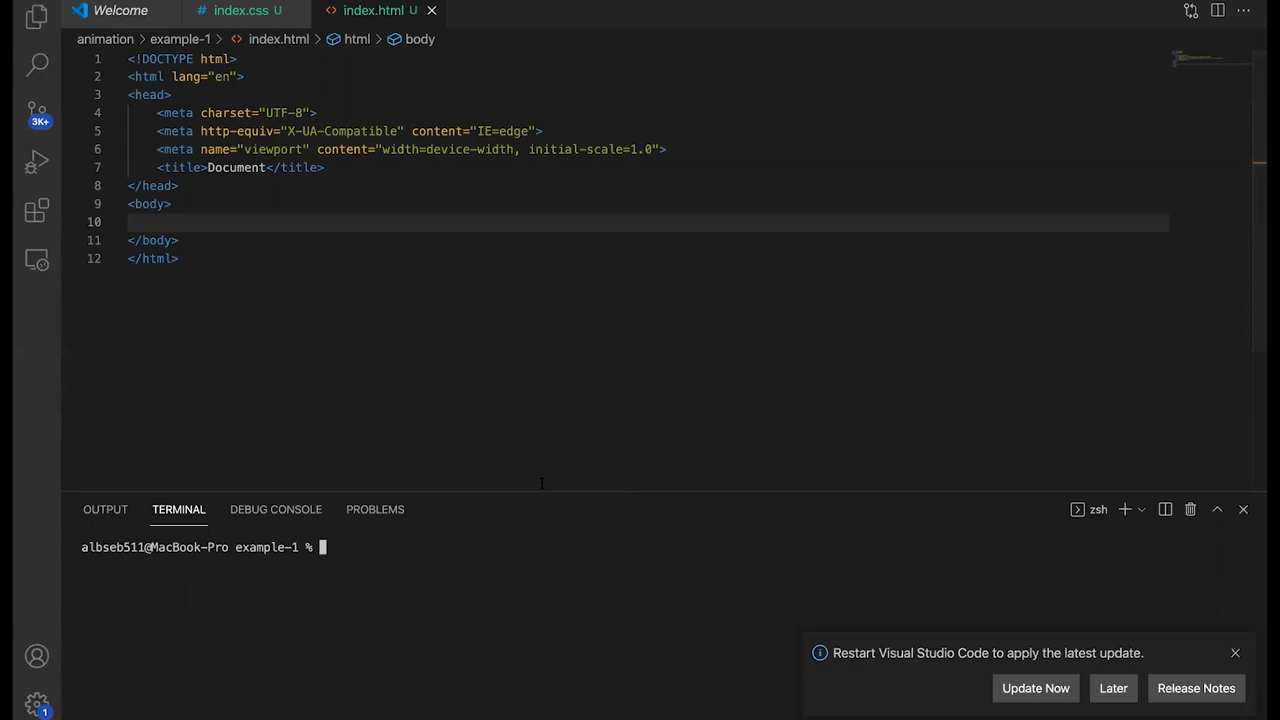 Welcome
# index.css U
<> index.html U
animation > example-1 > <> index.html > html > body
1 <!DOCTYPE html>
2 <html lang="en">
3 <head>
4 <meta charset="UTF-8">
5 <meta http-equiv="X-UA-Compatible" content="IE=edge">
6 <meta name="viewport" content="width=device-width, initial-scale=1.0">
7 <title>Document</title>
8 </head>
9 <body>
10
11 </body>
12 </html>
3K+
OUTPUT TERMINAL DEBUG CONSOLE PROBLEMS
zsh
albseb511@MacBook-Pro example-1 %
Restart Visual Studio Code to apply the latest update.
Update Now Later Release Notes
1